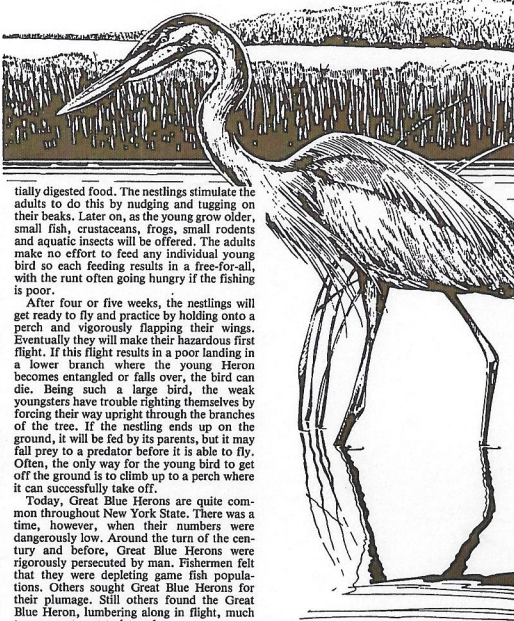 tially digested food. The nestlings stimulate the
adults to do this by nudging and tugging on
their beaks. Later on, as the young grow older,
small fish, crustaceans, frogs, small rodents
and aquatic insects will be offered. The adults
make no effort to feed any individual young
bird so each feeding results in a free-for-all,
with the runt often going hungry if the fishing
is poor.
After four or five weeks, the nestlings will
get ready to fly and practice by holding onto a
perch and vigorously flapping their wings.
Eventually they will make their hazardous first
flight. If this flight results in a poor landing in
a lower branch where the young Heron
becomes entangled or falls over, the bird can
die. Being such a large bird, the weak
youngsters have trouble righting themselves by
forcing their way upright through the branches
of the tree. If the nestling ends up on the
ground, it will be fed by its parents, but it may
fall prey to a predator before it is able to fly.
Often, the only way for the young bird to get
off the ground is to climb up to a perch where
it can successfully take off.
Today, Great Blue Herons are quite com-
mon throughout New York State. There was a
time, however, when their numbers were
dangerously low. Around the turn of the cen-
tury and before, Great Blue Herons were
rigorously persecuted by man. Fishermen felt
that they were depleting game fish popula-
tions. Others sought Great Blue Herons for
their plumage. Still others found the Great
Blue Heron, lumbering along in flight, much